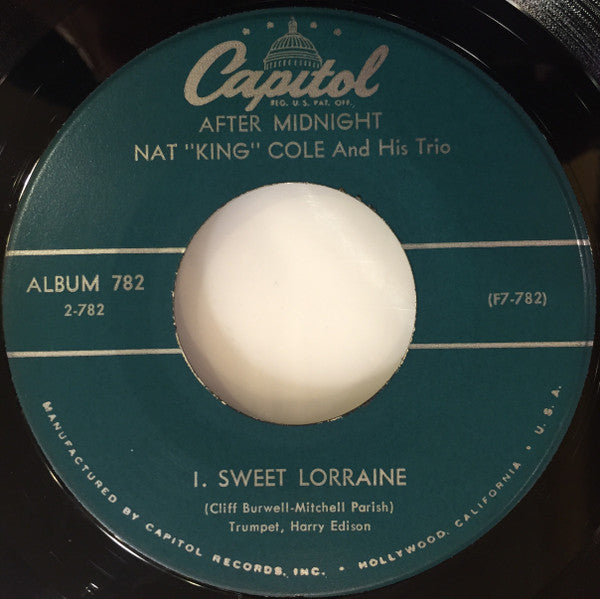 Capitol
REG. U.S. PAT. OFF.
AFTER MIDNIGHT
NAT "KING" COLE And His Trio
ALBUM 782
2-782
(F7-782)
1. SWEET LORRAINE
(Cliff Burwell-Mitchell Parish)
Trumpet, Harry Edison
MANUFACTURED BY CAPITOL RECORDS, INC. • HOLLYWOOD, CALIFORNIA • U.S.A.